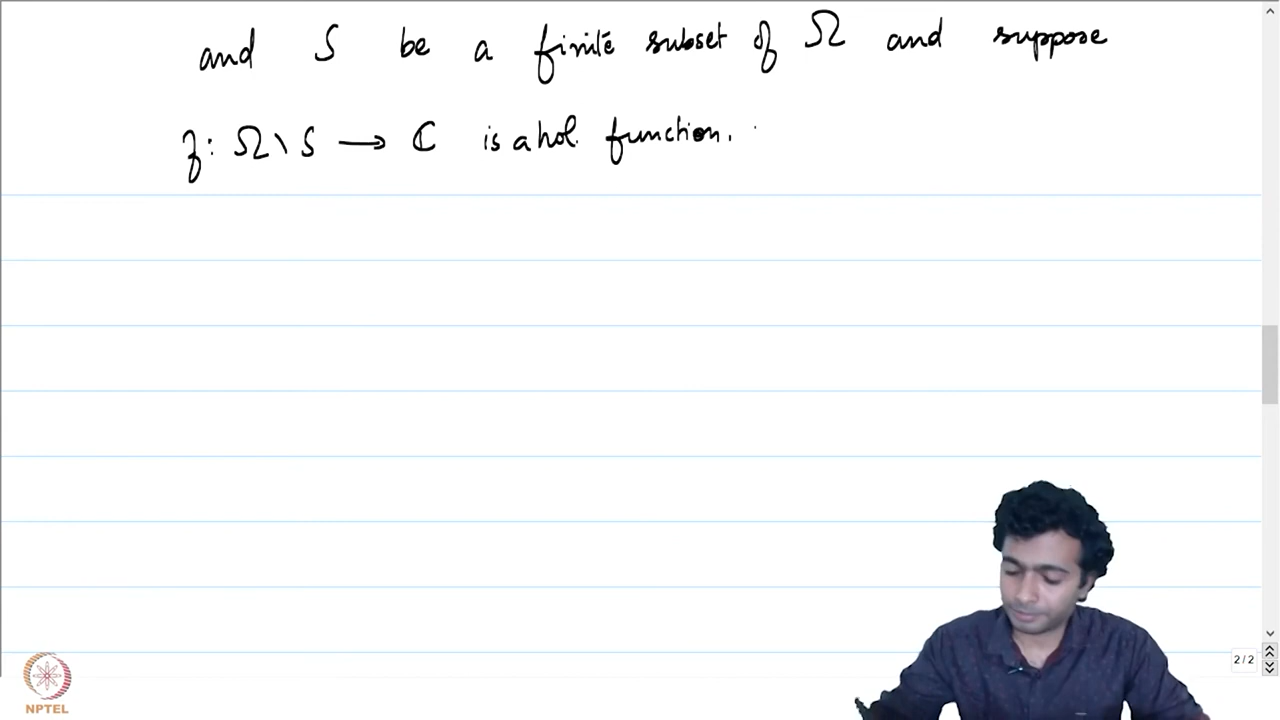 and S be a finite subset of Ω and suppose
f: Ω \ S ⟶ ℂ is a hol. function.
2 / 2
NPTEL